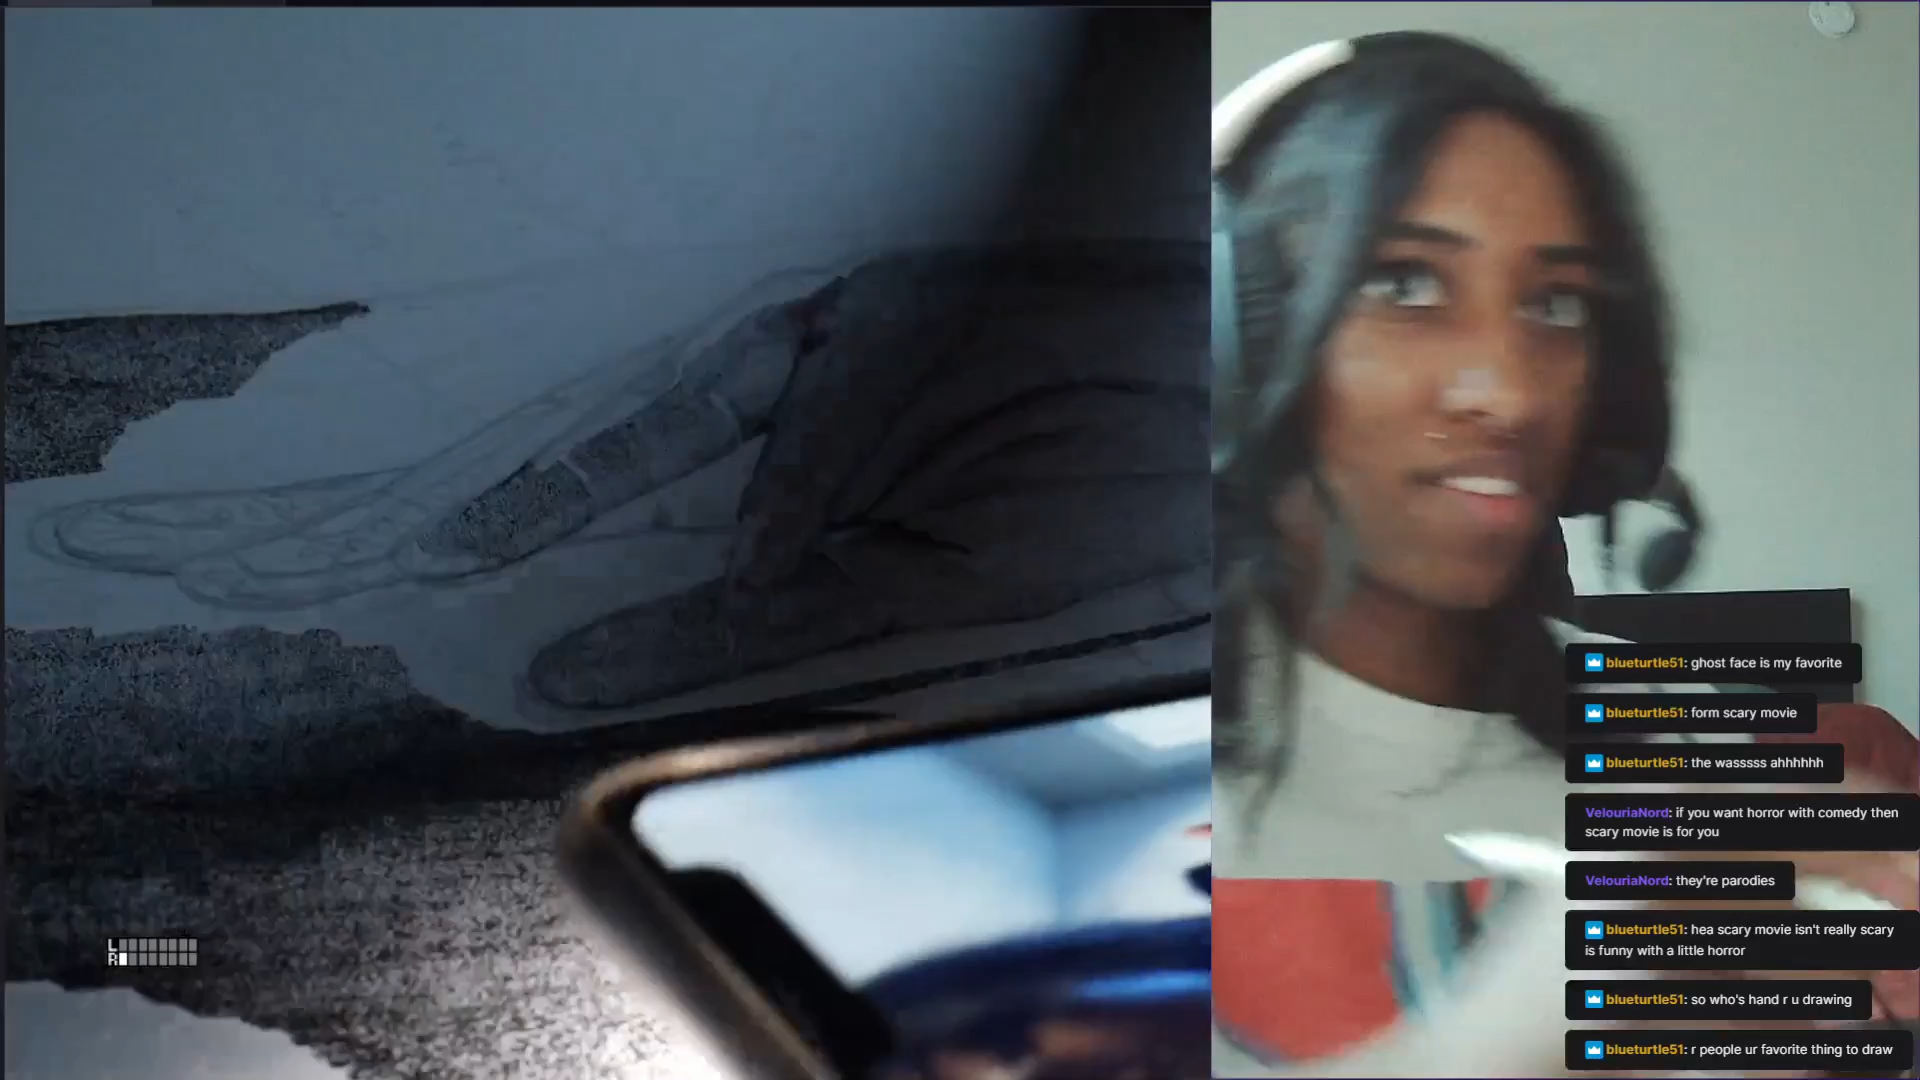 blueturtle51: ghost face is my favorite
blueturtle51: form scary movie
blueturtle51: the wasssss ahhhhhh
VelouriaNord: if you want horror with comedy then
scary movie is for you
VelouriaNord: they're parodies
blueturtle51: hea scary movie isn't really scary
is funny with a little horror
L
R
blueturtle51: so who's hand r u drawing
blueturtle51: r people ur favorite thing to draw